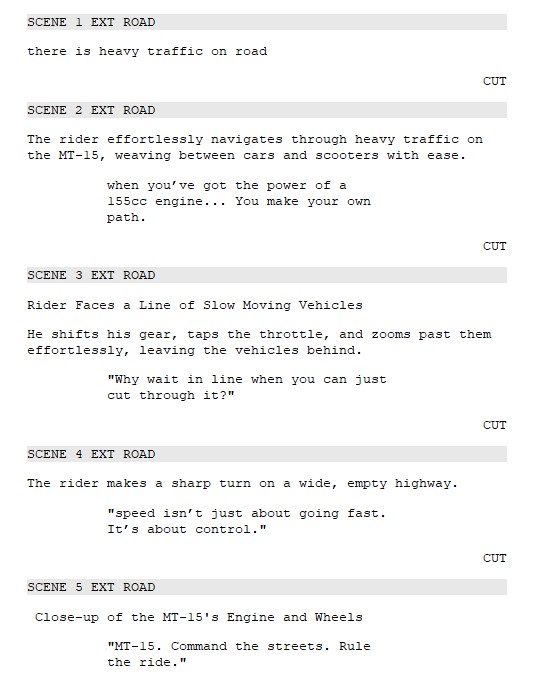 SCENE 1 EXT ROAD
there is heavy traffic on road
CUT
SCENE 2 EXT ROAD
The rider effortlessly navigates through heavy traffic on
the MT-15, weaving between cars and scooters with ease.
when you've got the power of a
155cc engine... You make your own
path.
CUT
SCENE 3 EXT ROAD
Rider Faces a Line of Slow Moving Vehicles
He shifts his gear, taps the throttle, and zooms past them
effortlessly, leaving the vehicles behind.
"Why wait in line when you can just
cut through it?"
CUT
SCENE 4 EXT ROAD
The rider makes a sharp turn on a wide, empty highway.
"speed isn't just about going fast.
It's about control."
CUT
SCENE 5 EXT ROAD
Close-up of the MT-15's Engine and Wheels
"MT-15. Command the streets. Rule
the ride."